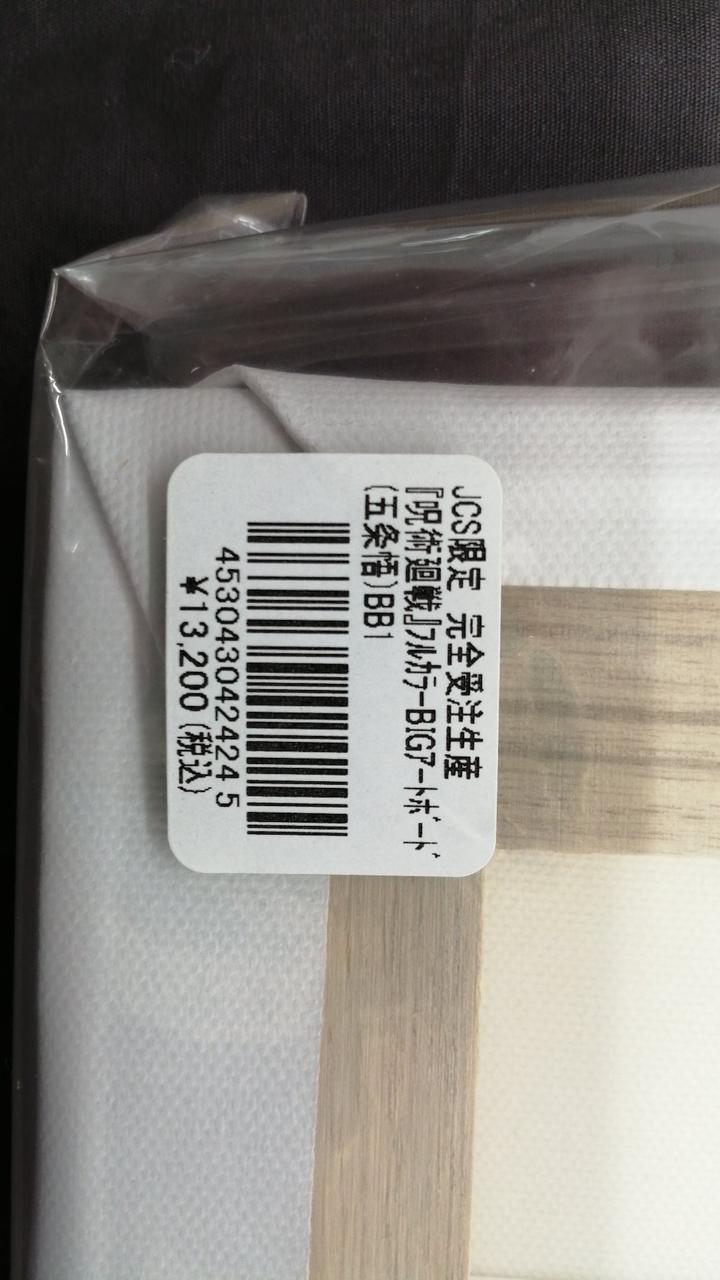 JCS限定 完全受注生産
『呪術廻戦』フルカラーBIGアートボード
(五条悟)BB1
4530430424245
¥13,200(税込)